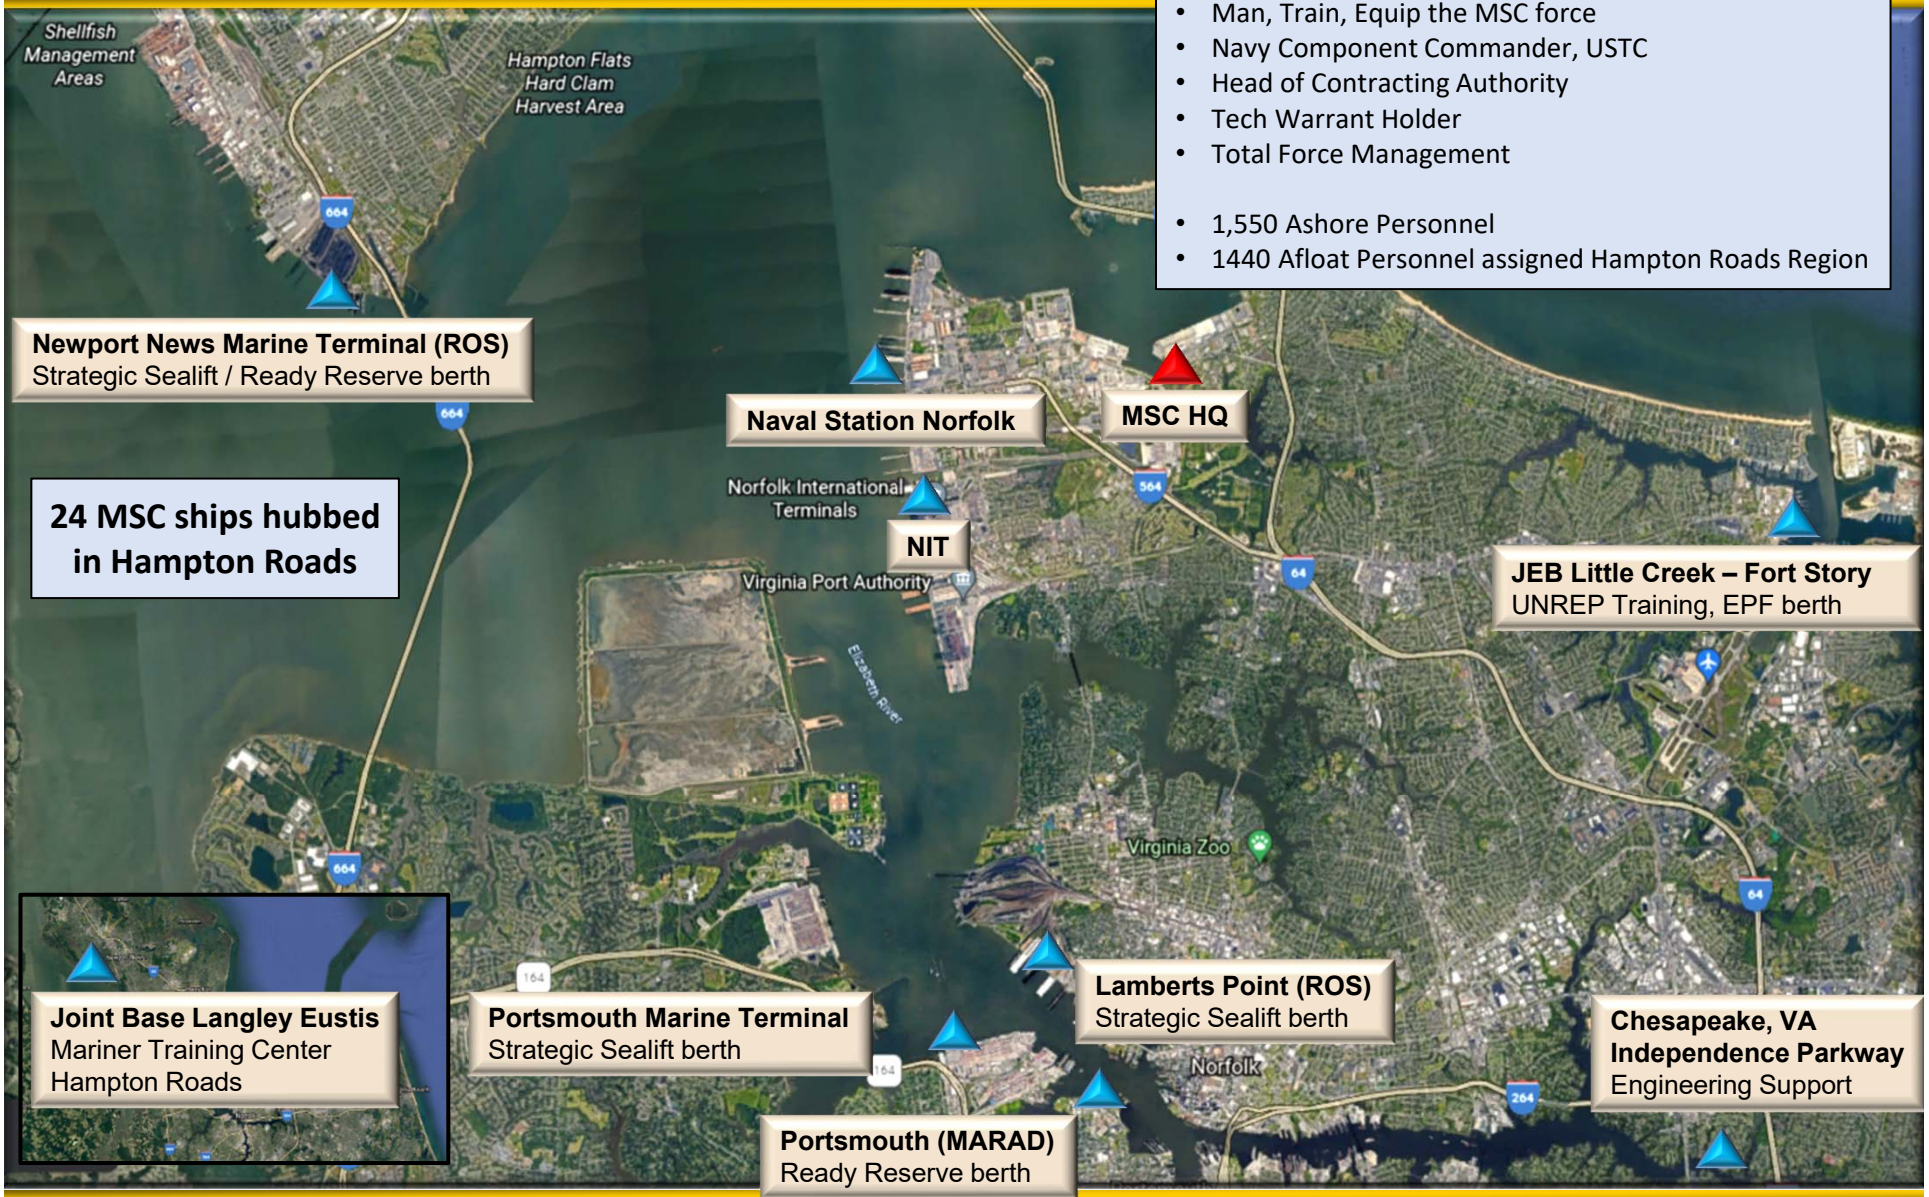 • Man, Train, Equip the MSC force
• Navy Component Commander, USTC
• Head of Contracting Authority
• Tech Warrant Holder
• Total Force Management
• 1,550 Ashore Personnel
• 1440 Afloat Personnel assigned Hampton Roads Region
Shellfish
Management
Areas
Hampton Flats
Hard Clam
Harvest Area
664
Newport News Marine Terminal (ROS)
Strategic Sealift / Ready Reserve berth
664
Naval Station Norfolk
MSC HQ
24 MSC ships hubbed
in Hampton Roads
Norfolk International
Terminals
564
NIT
Virginia Port Authority
64
JEB Little Creek – Fort Story
UNREP Training, EPF berth
Elizabeth River
Virginia Zoo
664
64
Joint Base Langley Eustis
Mariner Training Center
Hampton Roads
164
Portsmouth Marine Terminal
Strategic Sealift berth
Lamberts Point (ROS)
Strategic Sealift berth
Chesapeake, VA
Independence Parkway
Engineering Support
164
Norfolk
264
Portsmouth (MARAD)
Ready Reserve berth